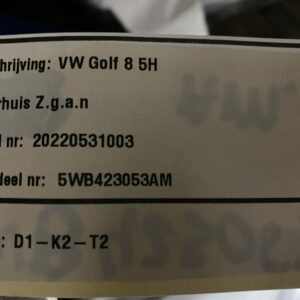 hrijving: VW Golf 8 5H
rhuis Z.g.a.n
l nr: 20220531003
deel nr: 5WB423053AM
: D1-K2-T2